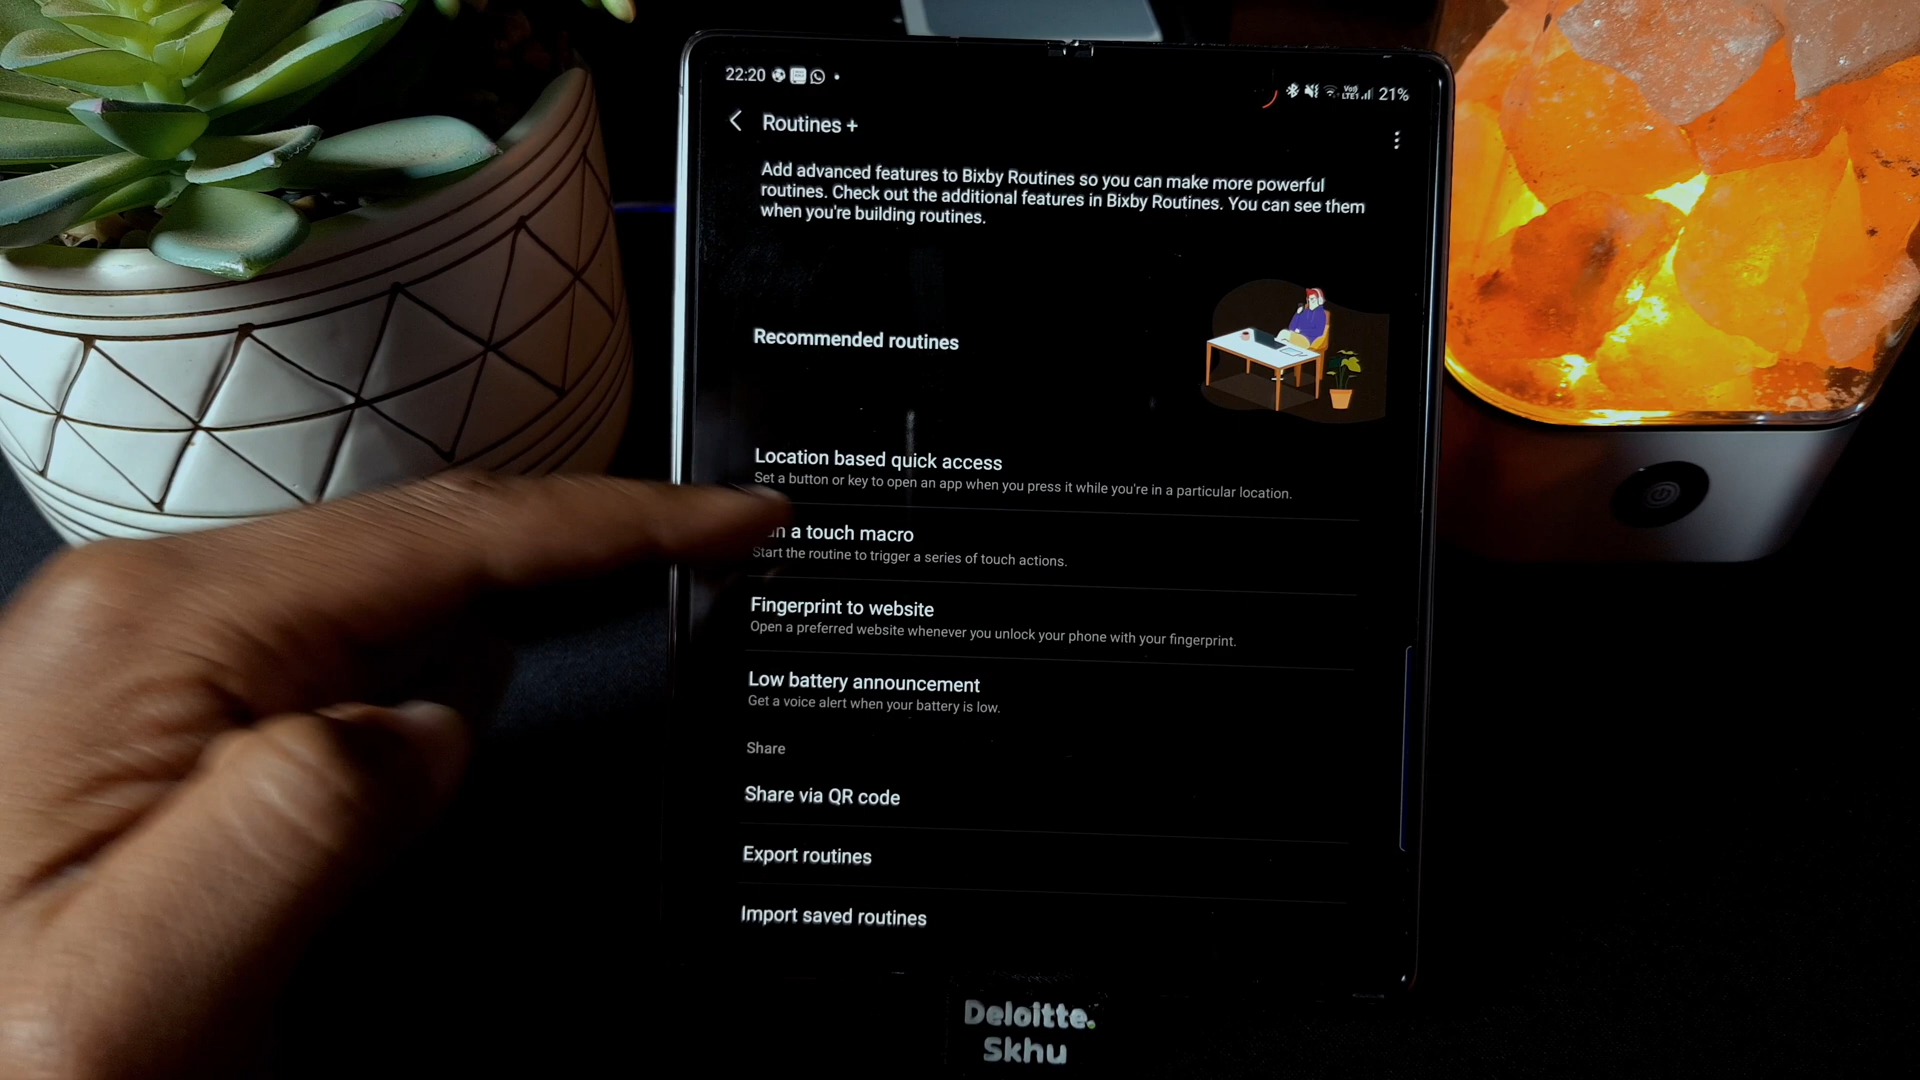 22:20
Vo))
LTE1
21%
Routines +
Add advanced features to Bixby Routines so you can make more powerful
routines. Check out the additional features in Bixby Routines. You can see them
when you're building routines.
Recommended routines
Location based quick access
Set a button or key to open an app when you press it while you're in a particular location.
a touch macro
Start the routine to trigger a series of touch actions.
Fingerprint to website
Open a preferred website whenever you unlock your phone with your fingerprint.
Low battery announcement
Get a voice alert when your battery is low.
Share
Share via QR code
Export routines
Import saved routines
Deloitte.
Skhu